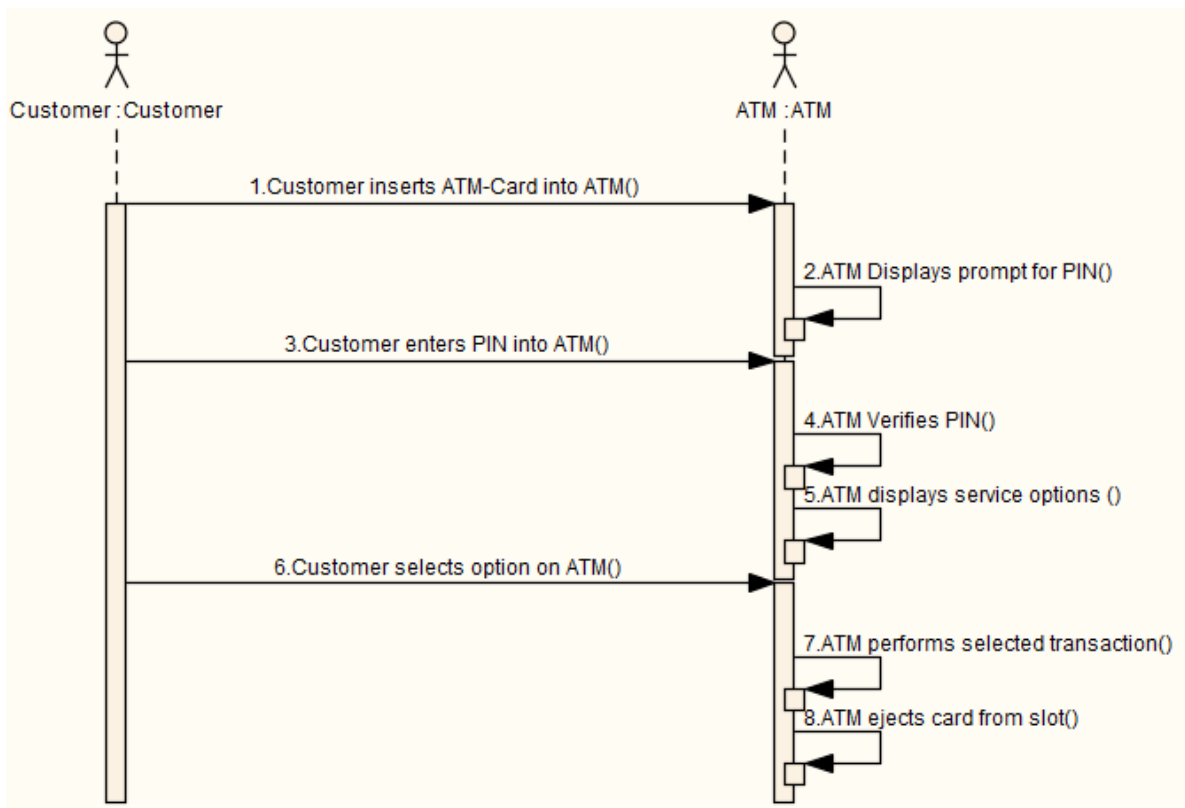 Customer :Customer
ATM :ATM
1.Customer inserts ATM-Card into ATM()
2.ATM Displays prompt for PIN()
3.Customer enters PIN into ATM()
4.ATM Verifies PIN()
5.ATM displays service options ()
6.Customer selects option on ATM()
7.ATM performs selected transaction()
8.ATM ejects card from slot()